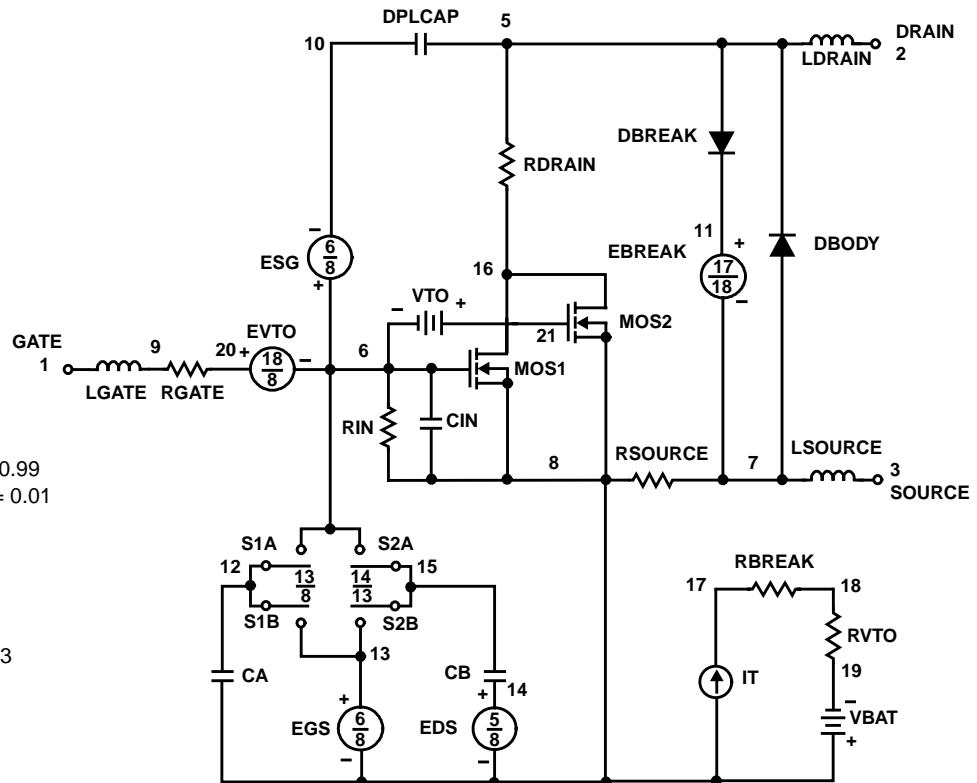 DPLCAP
5
10
DRAIN
2
LDRAIN
DBREAK
RDRAIN
11
+
EBREAK
17
18
−
DBODY
−
ESG
6
8
+
16
−
VTO
+
21
MOS2
GATE
1
9
20
+
EVTO
18
8
−
6
MOS1
LGATE
RGATE
RIN
CIN
8
RSOURCE
7
LSOURCE
3
SOURCE
0.99
= 0.01
S1A
S2A
12
13
8
14
13
15
S1B
S2B
13
3
CA
CB
14
+
EGS
6
8
−
+
EDS
5
8
−
RBREAK
17
18
RVTO
19
IT
−
VBAT
+